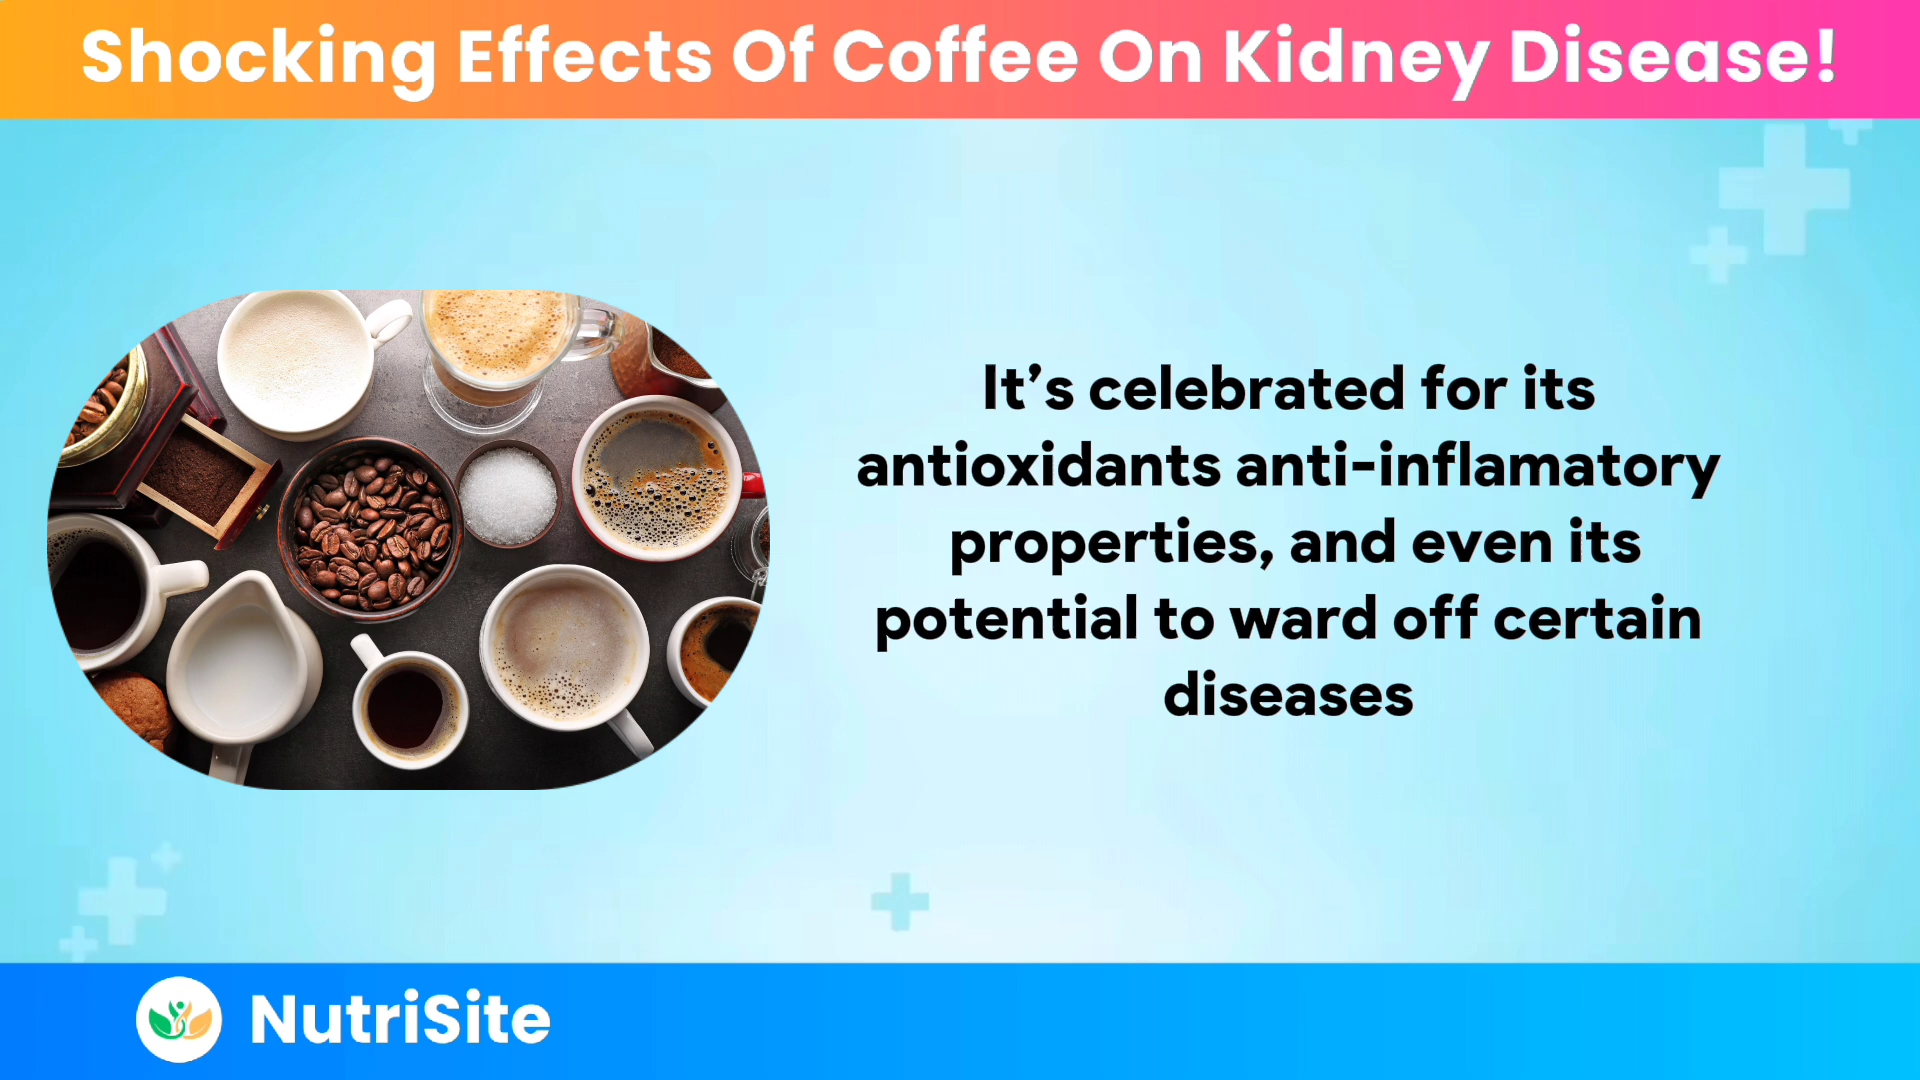 Shocking Effects Of Coffee On Kidney Disease!
It’s celebrated for its
antioxidants anti-inflamatory
properties, and even its
potential to ward off certain
diseases
NutriSite